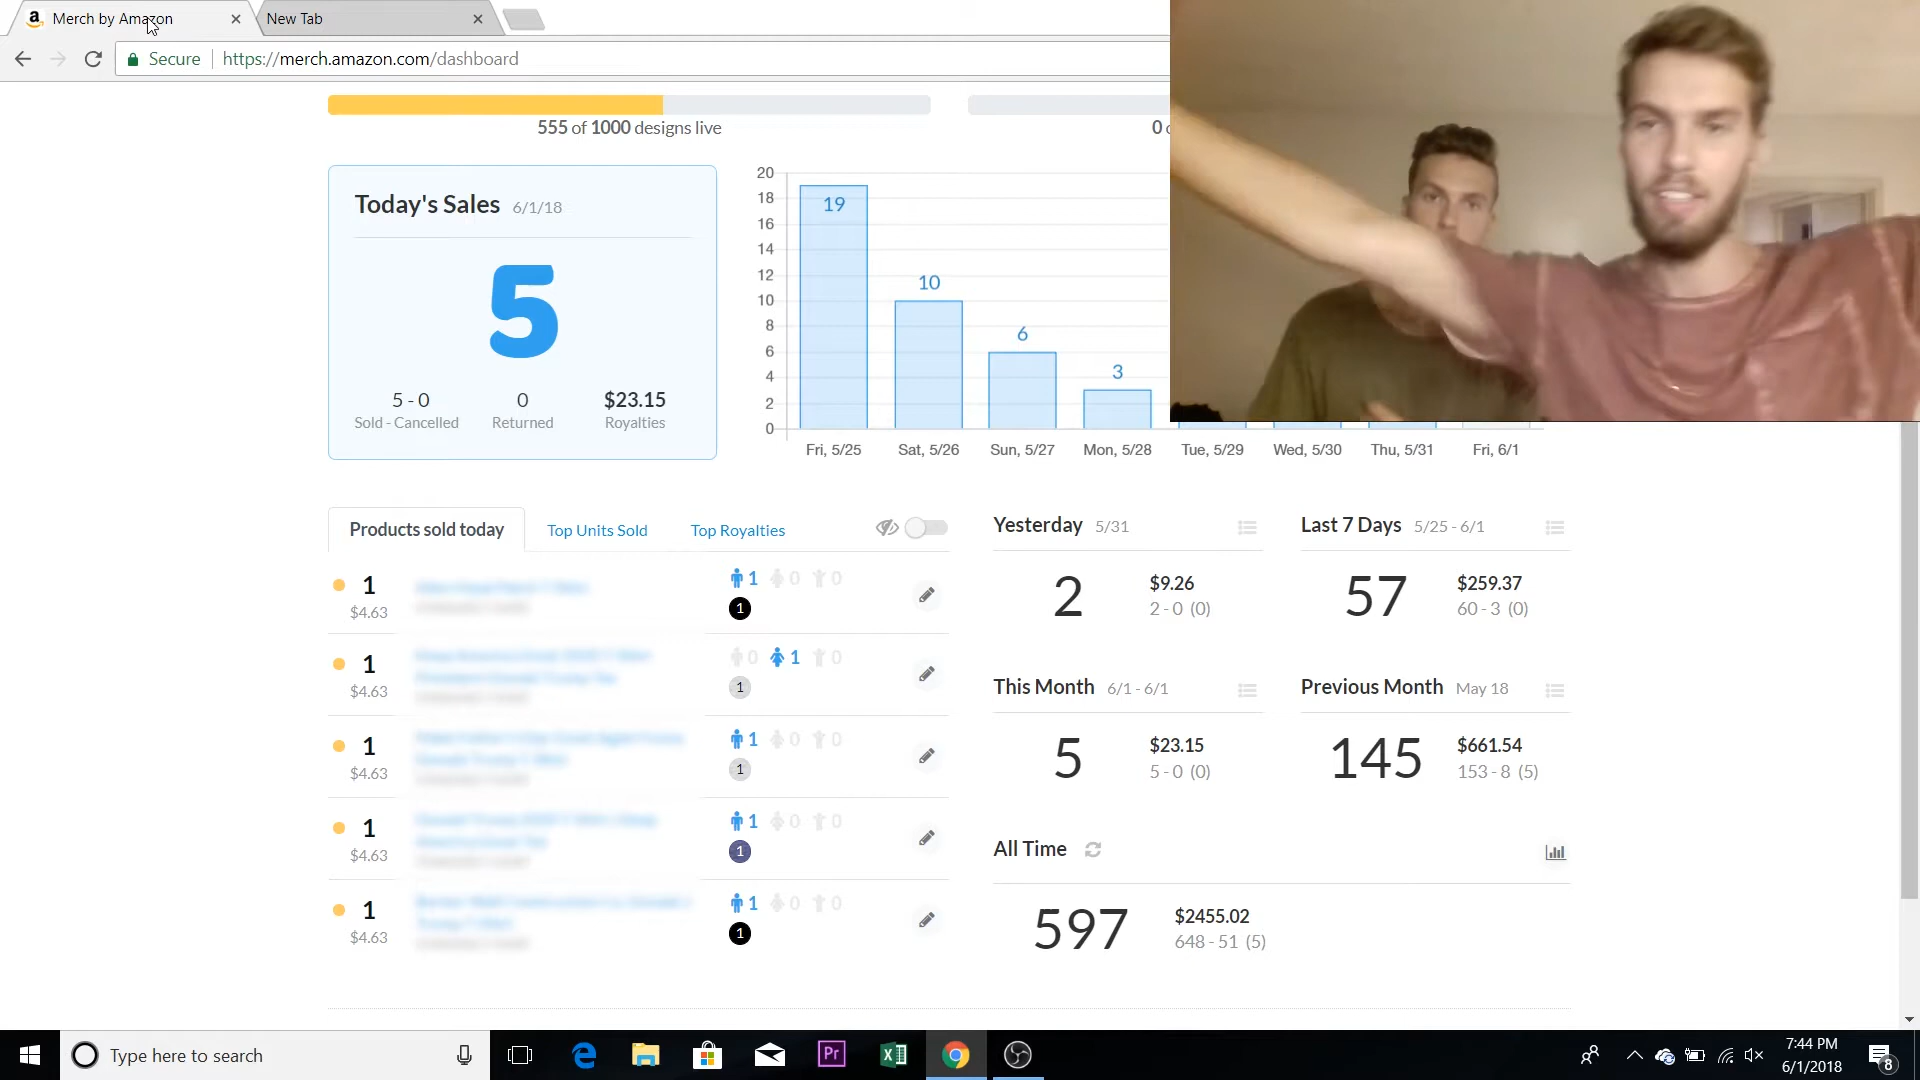 Merch by Amazon
New Tab
Secure
https://merch.amazon.com/dashboard
555 of 1000 designs live
0
Today's Sales 6/1/18
5
5 - 0
Sold - Cancelled
0
Returned
$23.15
Royalties
20
18
16
14
12
10
8
6
4
2
0
19
10
6
3
Fri, 5/25
Sat, 5/26
Sun, 5/27
Mon, 5/28
Tue, 5/29
Wed, 5/30
Thu, 5/31
Fri, 6/1
Products sold today
Top Units Sold
Top Royalties
1
$4.63
1 0 0
1
1
$4.63
0 1 0
1
1
$4.63
1 0 0
1
1
$4.63
1 0 0
1
1
$4.63
1 0 0
1
Yesterday 5/31
2
$9.26
2 - 0 (0)
Last 7 Days 5/25 - 6/1
57
$259.37
60 - 3 (0)
This Month 6/1 - 6/1
5
$23.15
5 - 0 (0)
Previous Month May 18
145
$661.54
153 - 8 (5)
All Time
597
$2455.02
648 - 51 (5)
Type here to search
Pr
7:44 PM
6/1/2018
8